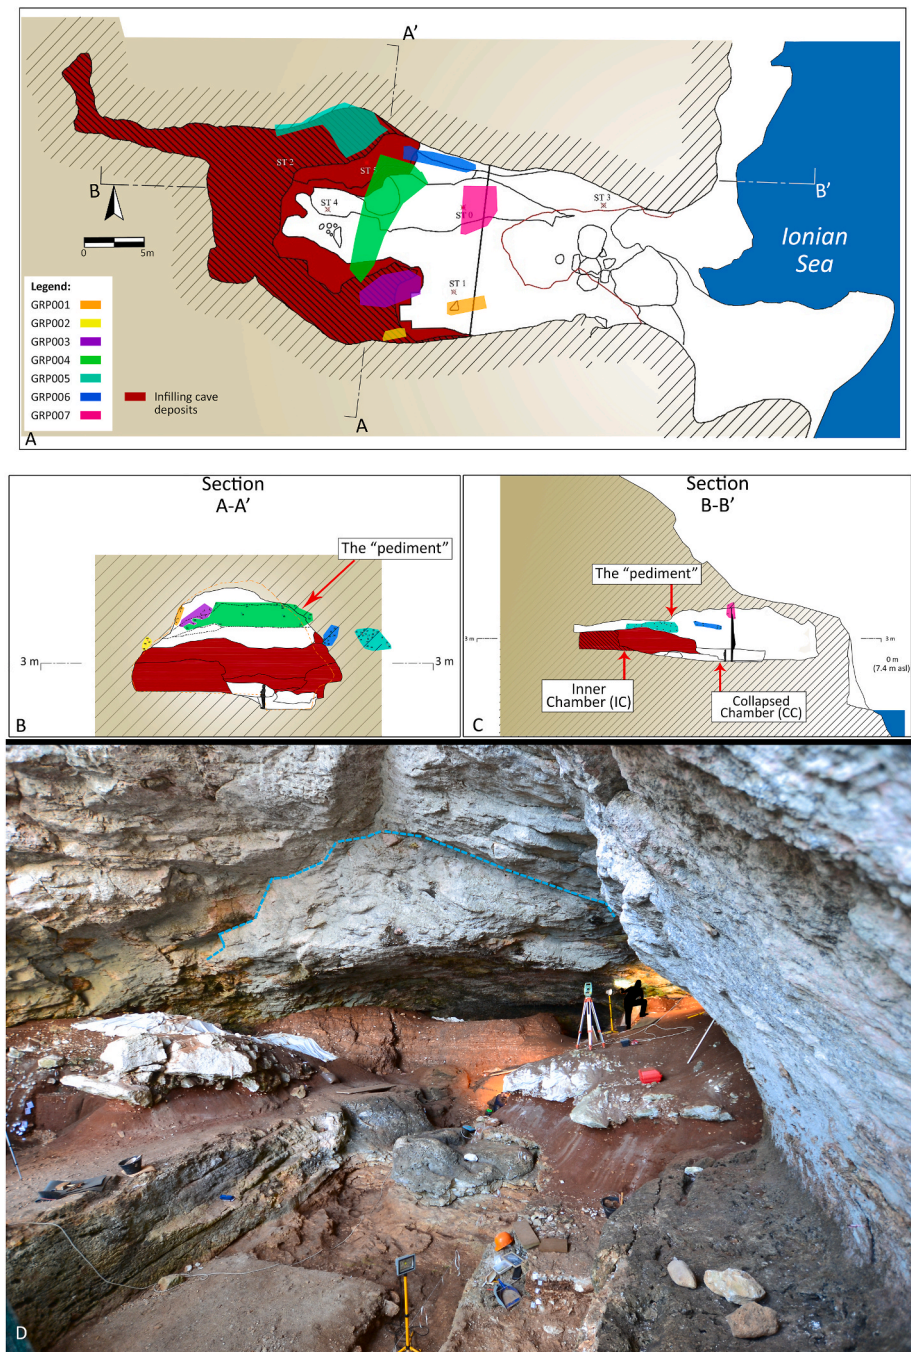 A'
ST 2
ST 5
B
B'
ST 4
ST 0
ST 3
Ionian
Sea
0
5m
ST 1
Legend:
GRP001
GRP002
GRP003
GRP004
GRP005
GRP006
GRP007
Infilling cave
deposits
A
A
Section
A-A'
The "pediment"
3 m
3 m
B
Section
B-B'
The "pediment"
3 m
3 m
0 m
(7.4 m asl)
Inner
Chamber (IC)
Collapsed
Chamber (CC)
C
D